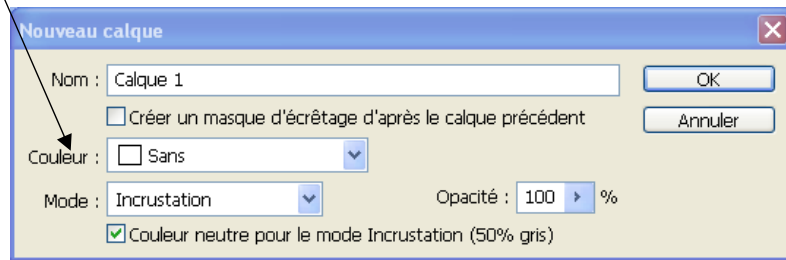 Nouveau calque
Nom : Calque 1 OK
Créer un masque d'écrêtage d'après le calque précédent Annuler
Couleur : Sans
Mode : Incrustation Opacité : 100 %
Couleur neutre pour le mode Incrustation (50% gris)